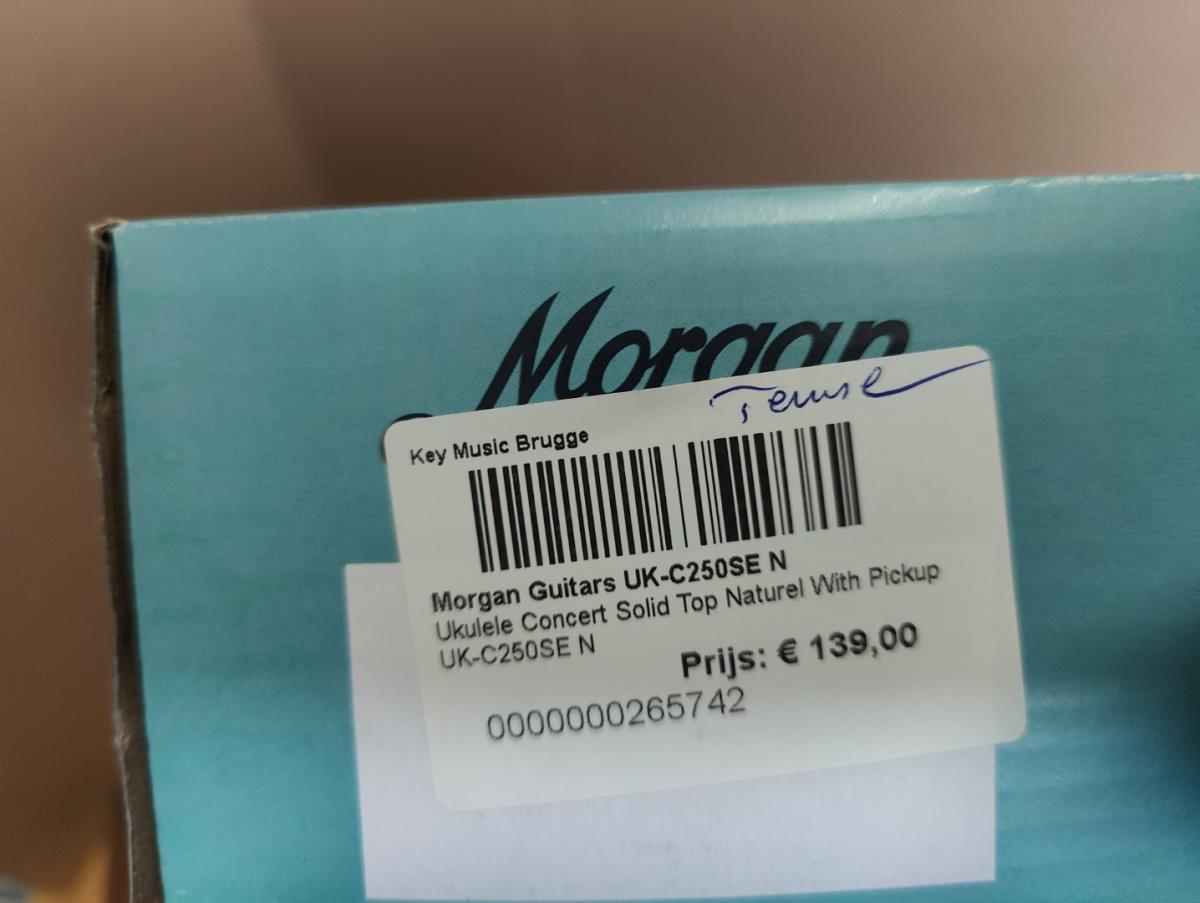 Morgan
Temse
Key Music Brugge
Morgan Guitars UK-C250SE N
Ukulele Concert Solid Top Naturel With Pickup
UK-C250SE N
Prijs: € 139,00
0000000265742